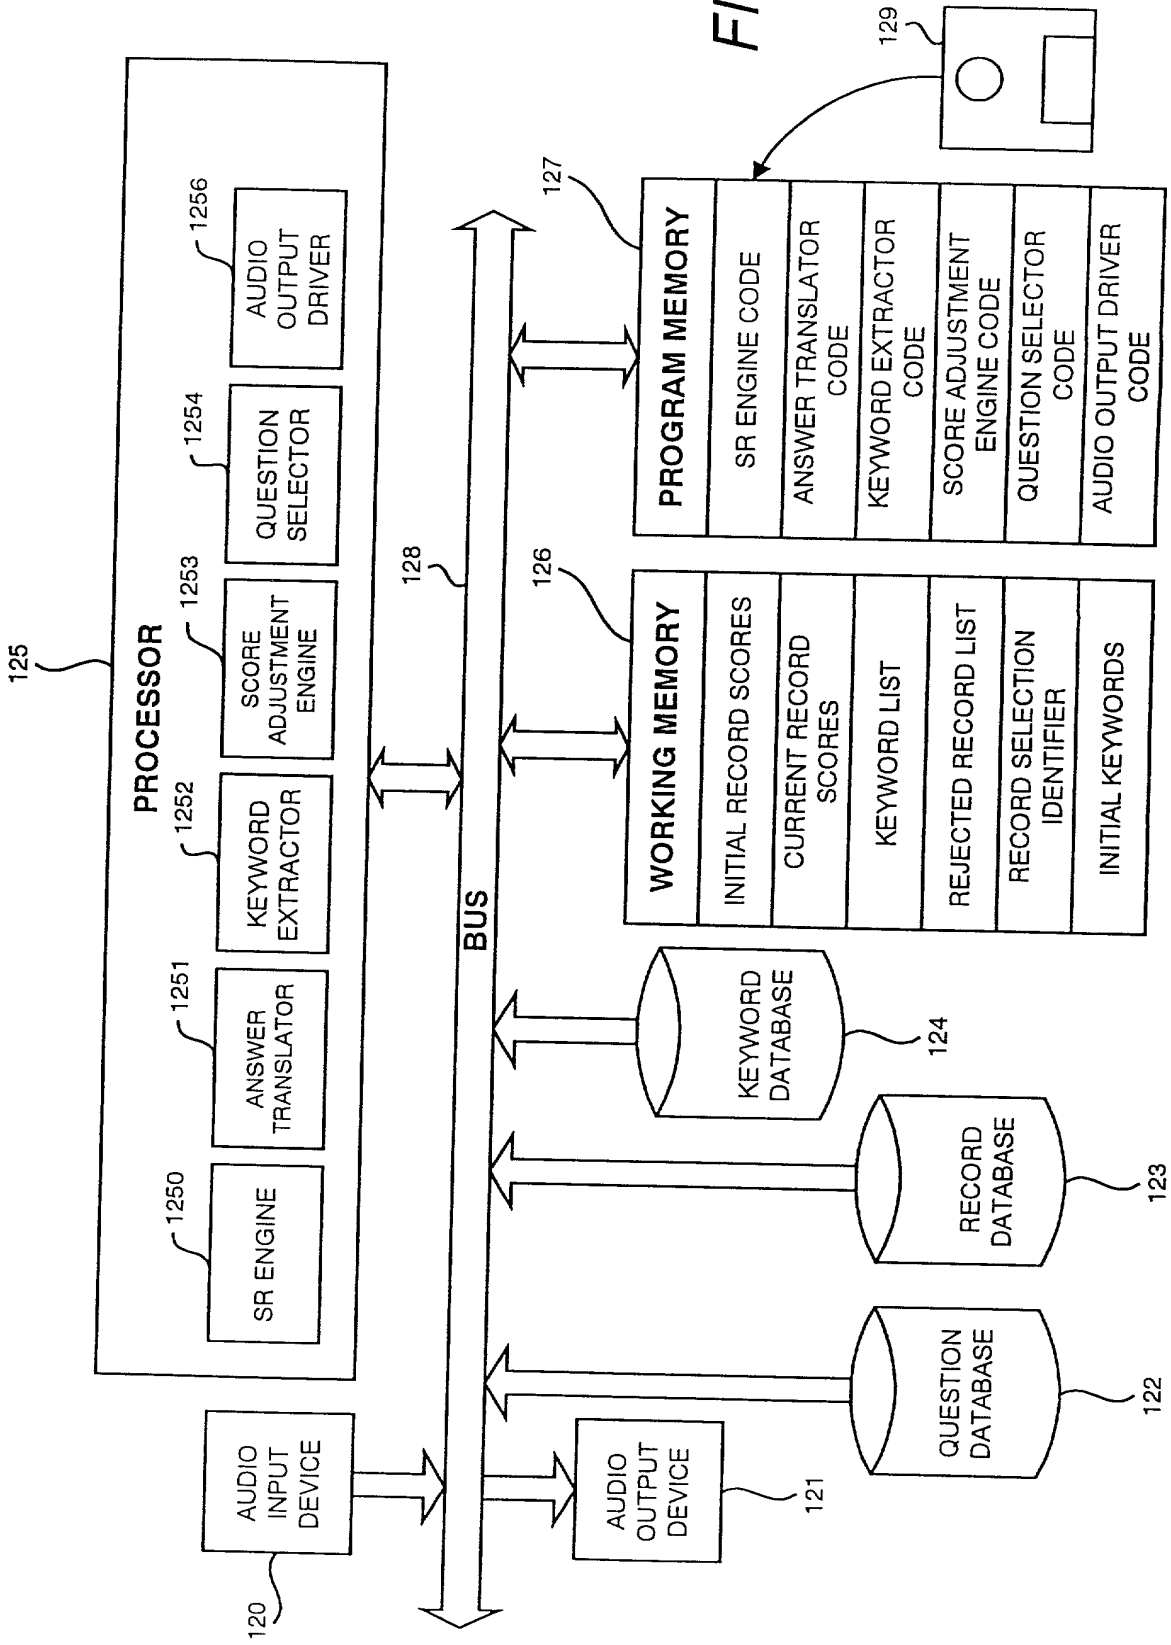 125
PROCESSOR
1250
SR ENGINE
1251
ANSWER
TRANSLATOR
1252
KEYWORD
EXTRACTOR
1253
SCORE
ADJUSTMENT
ENGINE
1254
QUESTION
SELECTOR
1256
AUDIO
OUTPUT
DRIVER
AUDIO
INPUT
DEVICE
120
128
BUS
AUDIO
OUTPUT
DEVICE
121
QUESTION
DATABASE
122
RECORD
DATABASE
123
KEYWORD
DATABASE
124
126
WORKING MEMORY
INITIAL RECORD SCORES
CURRENT RECORD
SCORES
KEYWORD LIST
REJECTED RECORD LIST
RECORD SELECTION
IDENTIFIER
INITIAL KEYWORDS
127
PROGRAM MEMORY
SR ENGINE CODE
ANSWER TRANSLATOR
CODE
KEYWORD EXTRACTOR
CODE
SCORE ADJUSTMENT
ENGINE CODE
QUESTION SELECTOR
CODE
AUDIO OUTPUT DRIVER
CODE
129